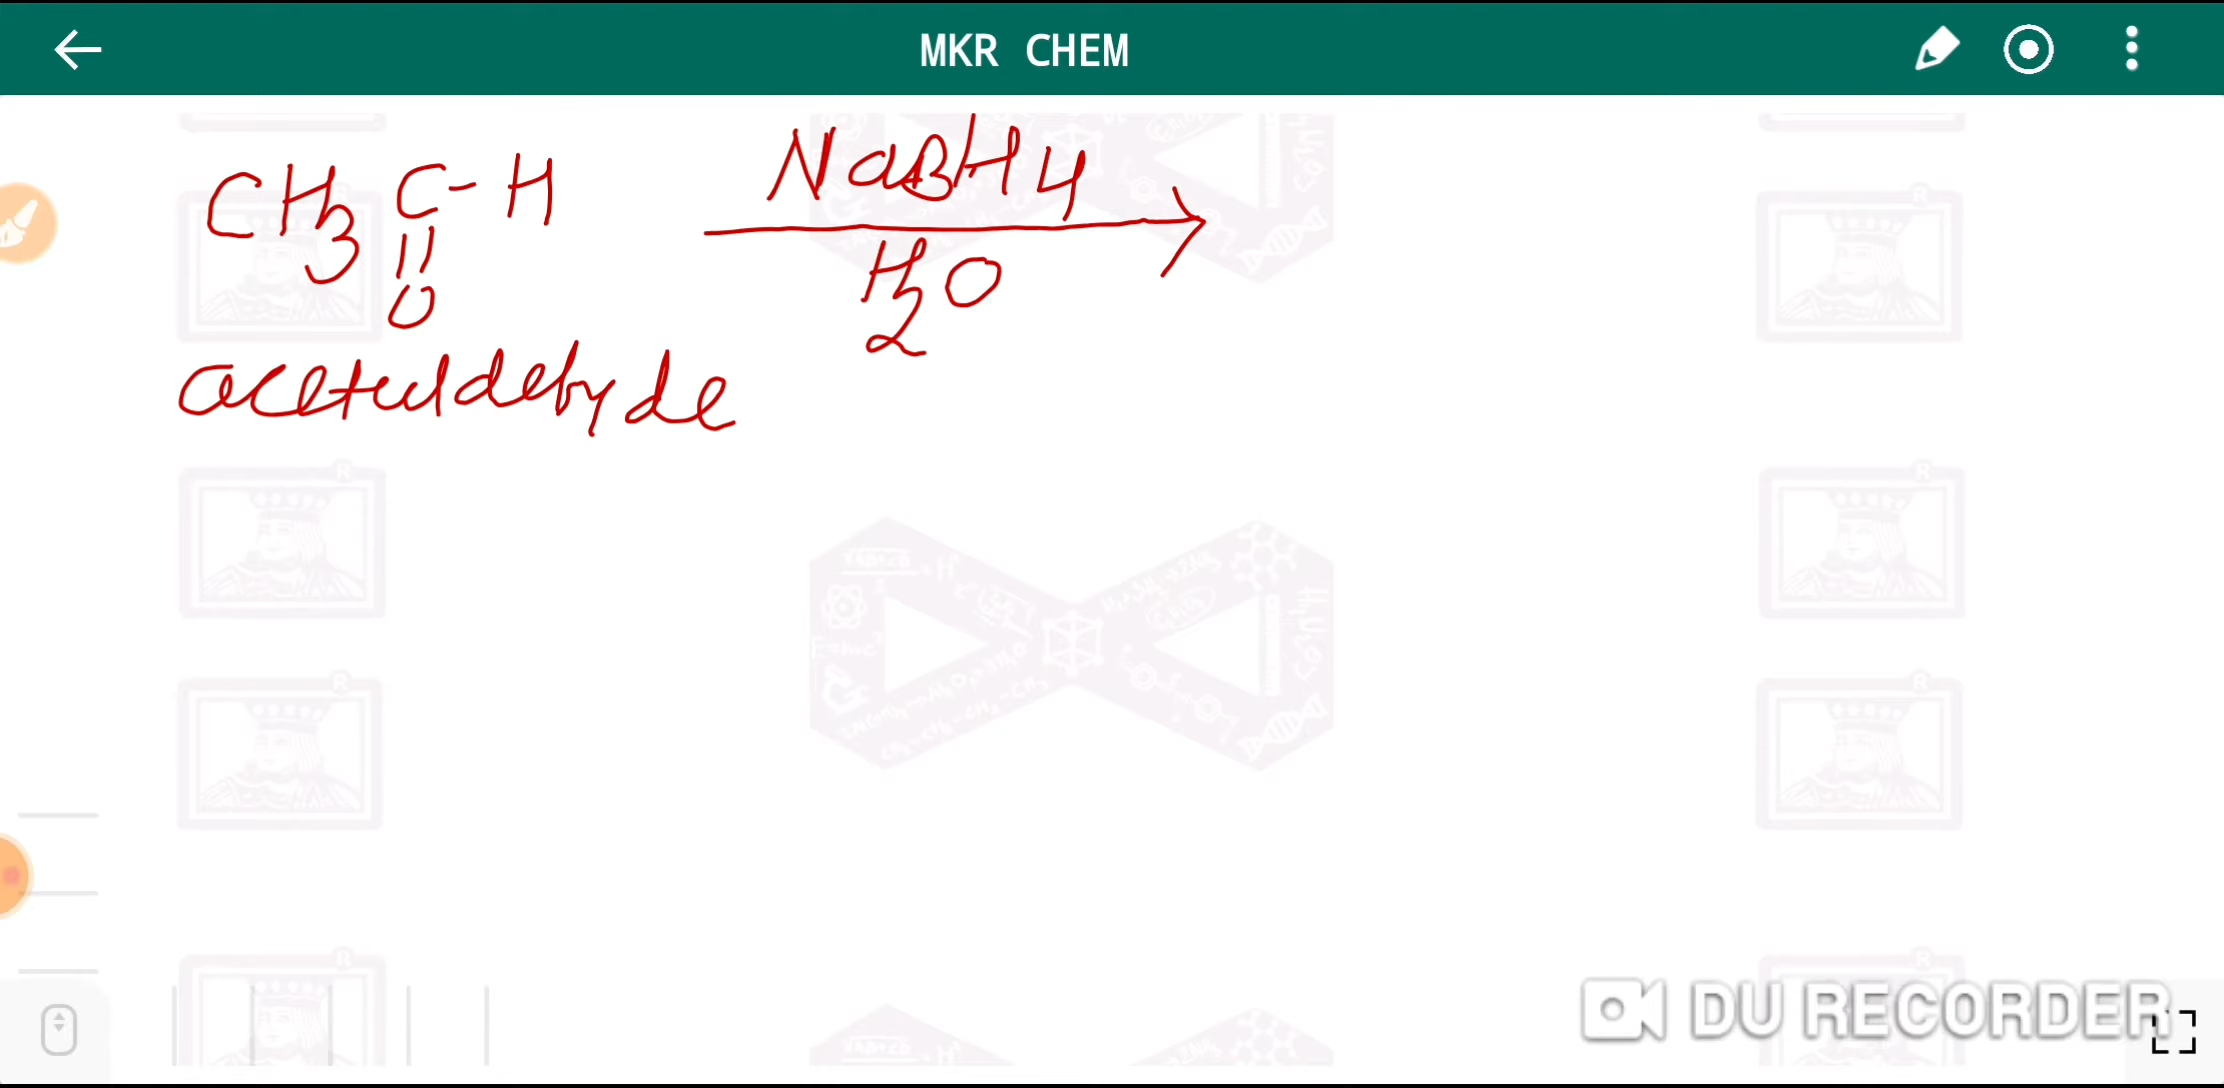 MKR CHEM
CH3 C-H NaBH4
||
O H2O
acetaldehyde
DU RECORDER